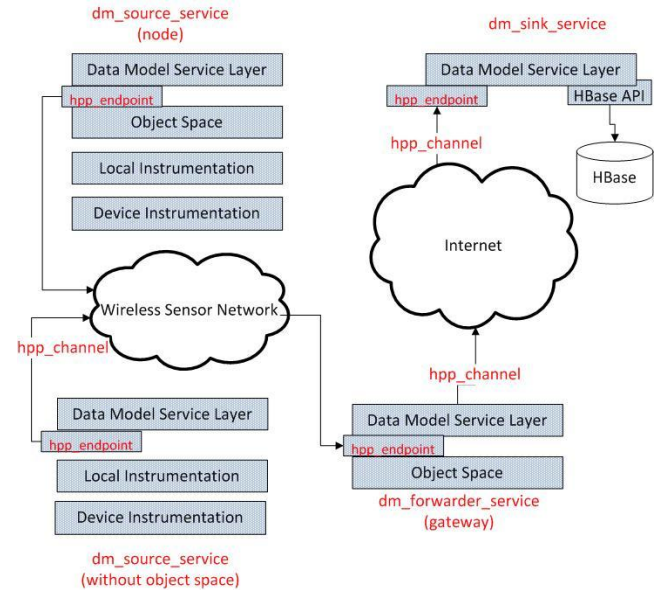 dm_source_service
(node)
Data Model Service Layer
hpp_endpoint
Object Space
Local Instrumentation
Device Instrumentation
dm_sink_service
Data Model Service Layer
hpp_endpoint
HBase API
hpp_channel
HBase
Internet
Wireless Sensor Network
hpp_channel
Data Model Service Layer
hpp_endpoint
Local Instrumentation
Device Instrumentation
dm_source_service
(without object space)
hpp_channel
Data Model Service Layer
hpp_endpoint
Object Space
dm_forwarder_service
(gateway)